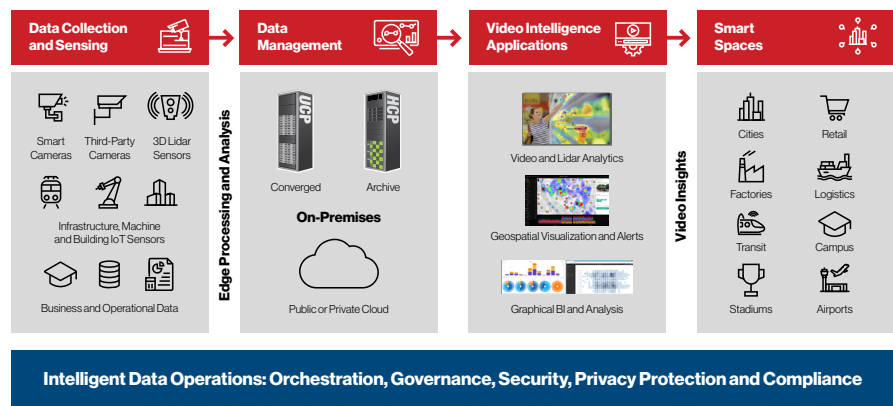 Data Collection
and Sensing
Data
Management
Video Intelligence
Applications
Smart
Spaces
Smart
Cameras
Third-Party
Cameras
3D Lidar
Sensors
Infrastructure, Machine
and Building IoT Sensors
Business and Operational Data
Edge Processing and Analysis
UCP
HCP
Converged
Archive
On-Premises
Public or Private Cloud
Video and Lidar Analytics
Geospatial Visualization and Alerts
Graphical BI and Analysis
Video Insights
Cities
Retail
Factories
Logistics
Transit
Campus
Stadiums
Airports
Intelligent Data Operations: Orchestration, Governance, Security, Privacy Protection and Compliance